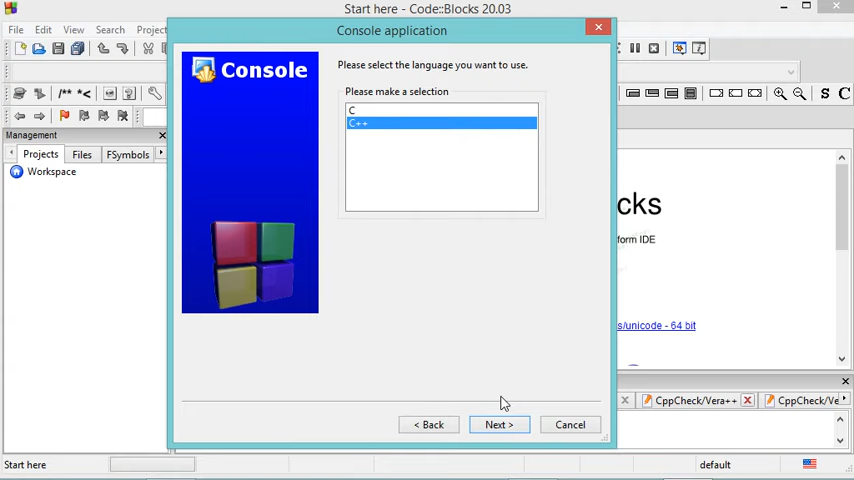 Start here - Code::Blocks 20.03
File Edit View Search Project
Console application
Console
Please select the language you want to use.
Please make a selection
C
C++
Management
Projects Files FSymbols
Workspace
S C
cks
form IDE
s/unicode - 64 bit
CppCheck/Vera++ CppCheck/Ve
< Back Next > Cancel
Start here default